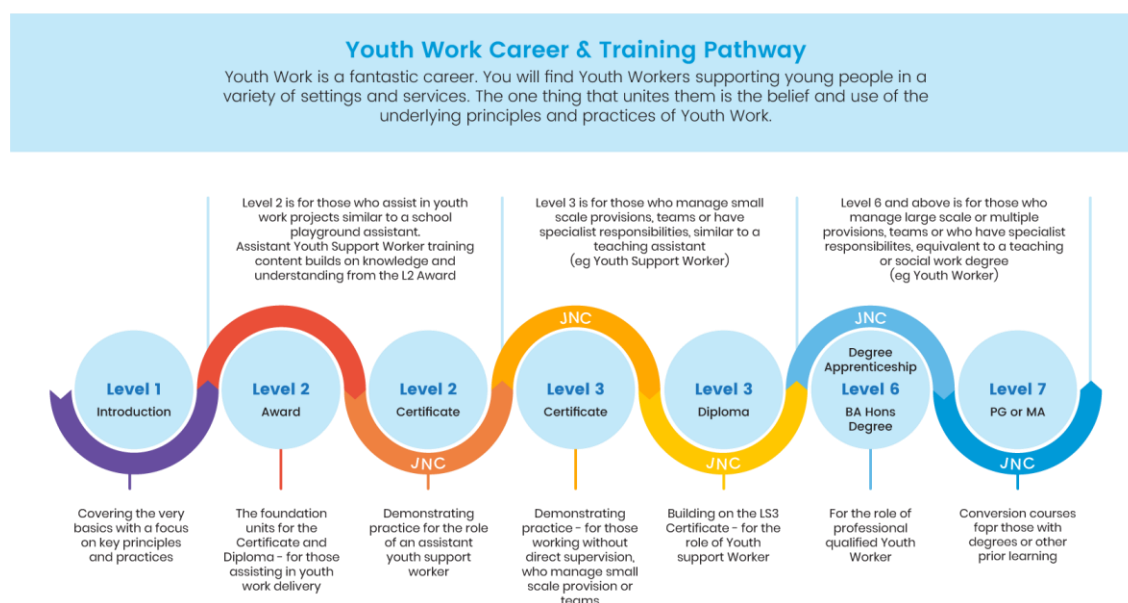 Youth Work Career & Training Pathway
Youth Work is a fantastic career. You will find Youth Workers supporting young people in a
variety of settings and services. The one thing that unites them is the belief and use of the
underlying principles and practices of Youth Work.
Level 2 is for those who assist in youth
work projects similar to a school
playground assistant.
Assistant Youth Support Worker training
content builds on knowledge and
understanding from the L2 Award
Level 3 is for those who manage small
scale provisions, teams or have
specialist responsibilities, similar to a
teaching assistant
(eg Youth Support Worker)
Level 6 and above is for those who
manage large scale or multiple
provisions, teams or who have specialist
responsibilites, equivalent to a teaching
or social work degree
(eg Youth Worker)
Level 1
Introduction
Level 2
Award
Level 2
Certificate
JNC
JNC
Level 3
Certificate
Level 3
Diploma
JNC
JNC
Degree
Apprenticeship
Level 6
BA Hons
Degree
Level 7
PG or MA
JNC
Covering the very
basics with a focus
on key principles
and practices
The foundation
units for the
Certificate and
Diploma - for those
assisting in youth
work delivery
Demonstrating
practice for the role
of an assistant
youth support
worker
Demonstrating
practice - for those
working without
direct supervision,
who manage small
scale provision or
teams
Building on the LS3
Certificate - for the
role of Youth
support Worker
For the role of
professional
qualified Youth
Worker
Conversion courses
fopr those with
degrees or other
prior learning